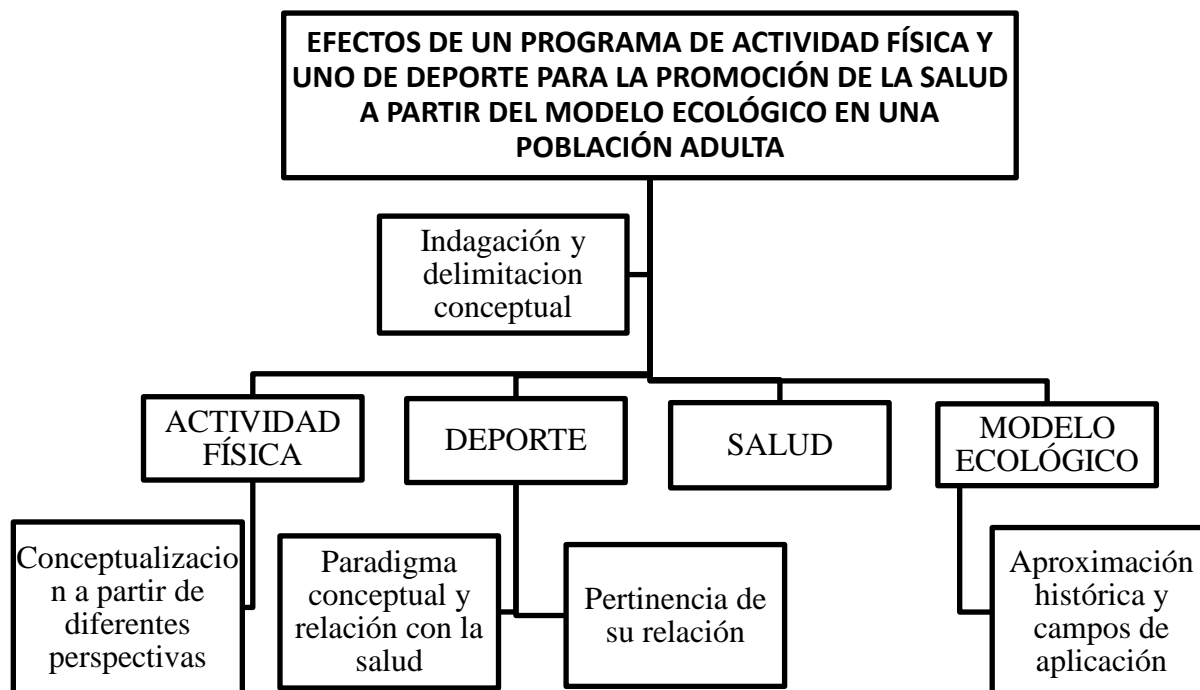 EFECTOS DE UN PROGRAMA DE ACTIVIDAD FÍSICA Y
UNO DE DEPORTE PARA LA PROMOCIÓN DE LA SALUD
A PARTIR DEL MODELO ECOLÓGICO EN UNA
POBLACIÓN ADULTA
Indagación y
delimitacion
conceptual
ACTIVIDAD
FÍSICA
DEPORTE
SALUD
MODELO
ECOLÓGICO
Conceptualizacio
n a partir de
diferentes
perspectivas
Paradigma
conceptual y
relación con la
salud
Pertinencia de
su relación
Aproximación
histórica y
campos de
aplicación